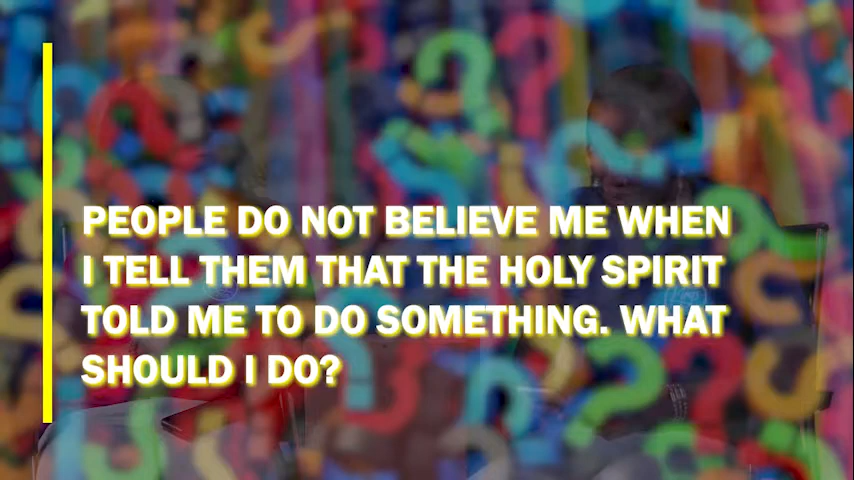 PEOPLE DO NOT BELIEVE ME WHEN
I TELL THEM THAT THE HOLY SPIRIT
TOLD ME TO DO SOMETHING. WHAT
SHOULD I DO?